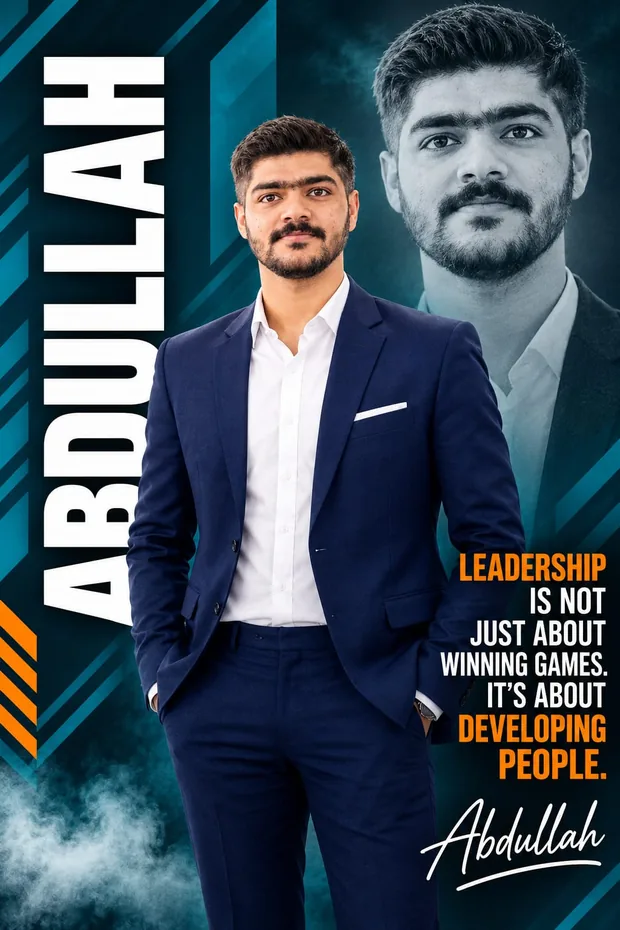 ABDULLAH
LEADERSHIP
IS NOT
JUST ABOUT
WINNING GAMES.
IT'S ABOUT
DEVELOPING
PEOPLE.
Abdullah